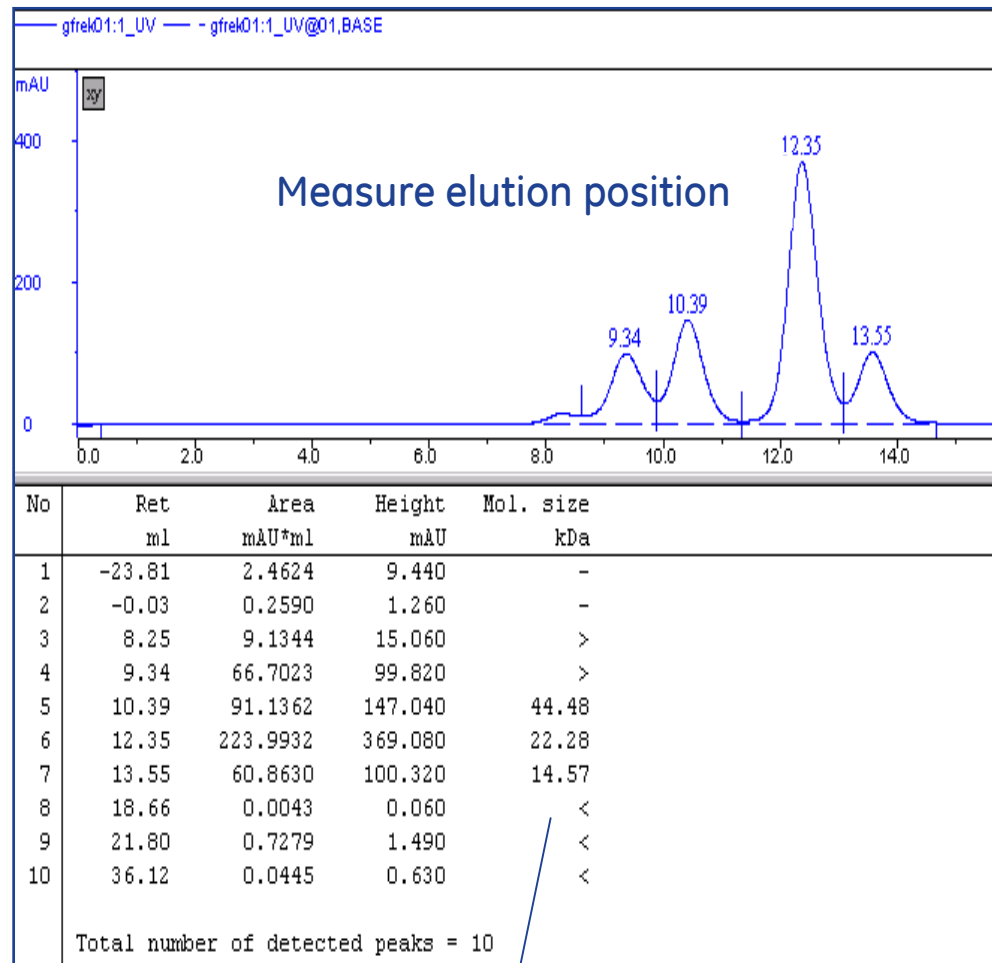 gfrek01:1_UV - gfrek01:1_UV@01,BASE
mAU
xy
400
12.35
Measure elution position
200
10.39
9.34
13.55
0
0.0 2.0 4.0 6.0 8.0 10.0 12.0 14.0
No Ret Area Height Mol. size
ml mAU*ml mAU kDa
1 -23.81 2.4624 9.440 -
2 -0.03 0.2590 1.260 -
3 8.25 9.1344 15.060 >
4 9.34 66.7023 99.820 >
5 10.39 91.1362 147.040 44.48
6 12.35 223.9932 369.080 22.28
7 13.55 60.8630 100.320 14.57
8 18.66 0.0043 0.060 <
9 21.80 0.7279 1.490 <
10 36.12 0.0445 0.630 <
Total number of detected peaks = 10